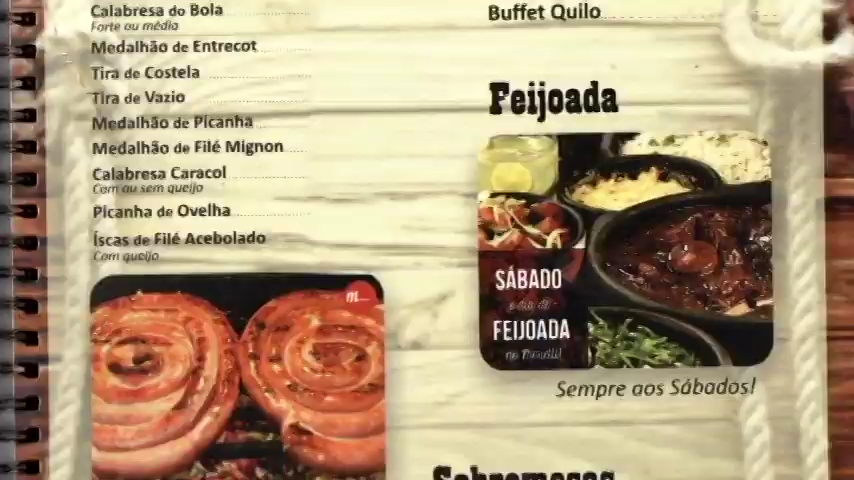 Calabresa do Bola
Forte ou média
Medalhão de Entrecot
Tira de Costela
Tira de Vazio
Medalhão de Picanha
Medalhão de Filé Mignon
Calabresa Caracol
Com ou sem queijo
Picanha de Ovelha
Íscas de Filé Acebolado
Com queijo
Buffet Quilo
Feijoada
SÁBADO
FEIJOADA
Sempre aos Sábados!
Sobremesas